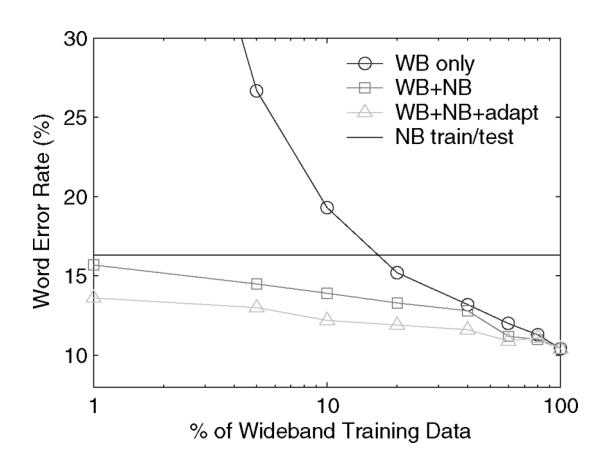 30
25
20
15
10
Word Error Rate (%)
WB only
WB+NB
WB+NB+adapt
NB train/test
1
10
100
% of Wideband Training Data